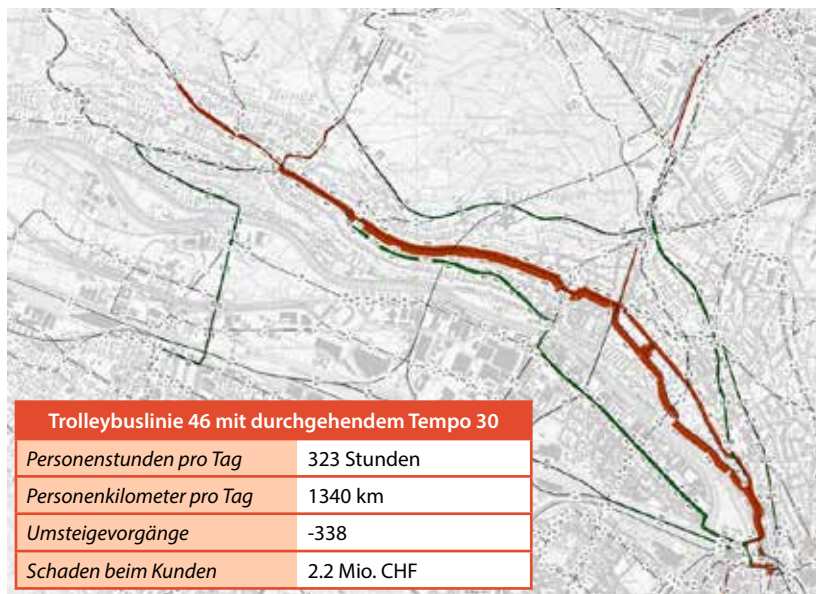 Trolleybuslinie 46 mit durchgehendem Tempo 30
Personenstunden pro Tag 323 Stunden
Personenkilometer pro Tag 1340 km
Umsteigevorgänge -338
Schaden beim Kunden 2.2 Mio. CHF